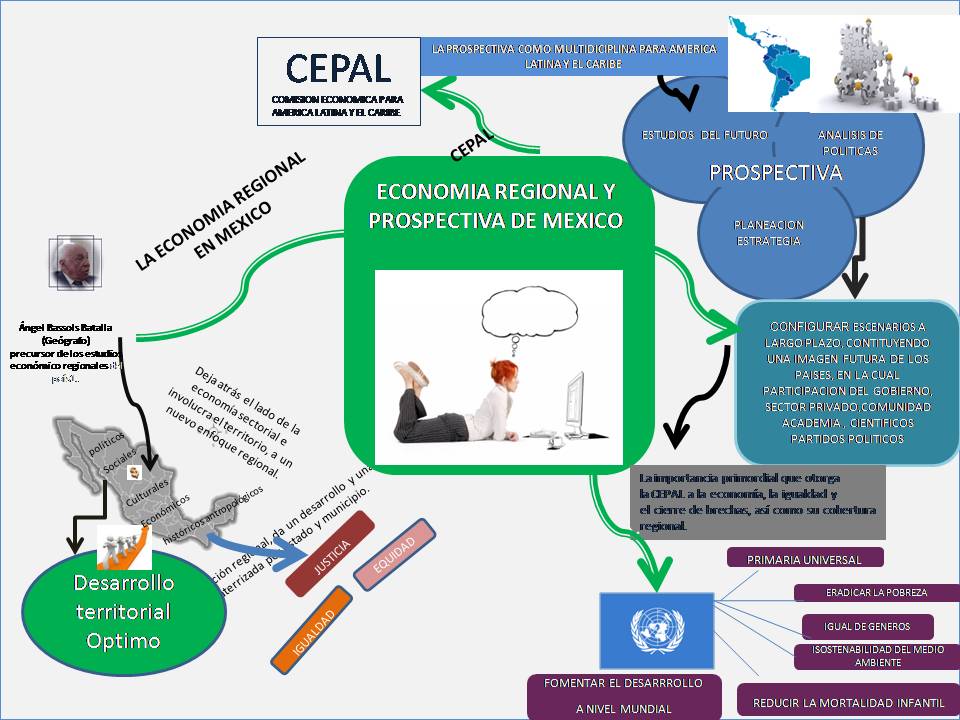 CEPAL
COMISION ECONOMICA PARA
AMERICA LATINA Y EL CARIBE
LA PROSPECTIVA COMO MULTIDICIPLINA PARA AMERICA
LATINA Y EL CARIBE
ESTUDIOS DEL FUTURO
ANALISIS DE
POLITICAS
PROSPECTIVA
PLANEACION
ESTRATEGIA
CEPAL
LA ECONOMIA REGIONAL
EN MEXICO
ECONOMIA REGIONAL Y
PROSPECTIVA DE MEXICO
Ángel Bassols Batalla
(Geógrafo)
precursor de los estudios
económico regionales
CONFIGURAR ESCENARIOS A
LARGO PLAZO, CONTITUYENDO
UNA IMAGEN FUTURA DE LOS
PAISES, EN LA CUAL
PARTICIPACION DEL GOBIERNO,
SECTOR PRIVADO,COMUNIDAD
ACADEMIA , CIENTIFICOS
PARTIDOS POLITICOS
Deja atrás el lado de la
economía sectorial e
involucra el territorio, a un
nuevo enfoque regional.
políticos
Sociales
Culturales
Económicos
históricos antropológicos
ción regional, da un desarrollo y una
terrizada por estado y municipio.
JUSTICIA
EQUIDAD
IGUALDAD
Desarrollo
territorial
Optimo
La importancia primordial que otorga
la CEPAL a la economía, la igualdad y
el cierre de brechas, así como su cobertura
regional.
PRIMARIA UNIVERSAL
ERADICAR LA POBREZA
IGUAL DE GENEROS
ISOSTENABILIDAD DEL MEDIO
AMBIENTE
REDUCIR LA MORTALIDAD INFANTIL
FOMENTAR EL DESARRROLLO
A NIVEL MUNDIAL